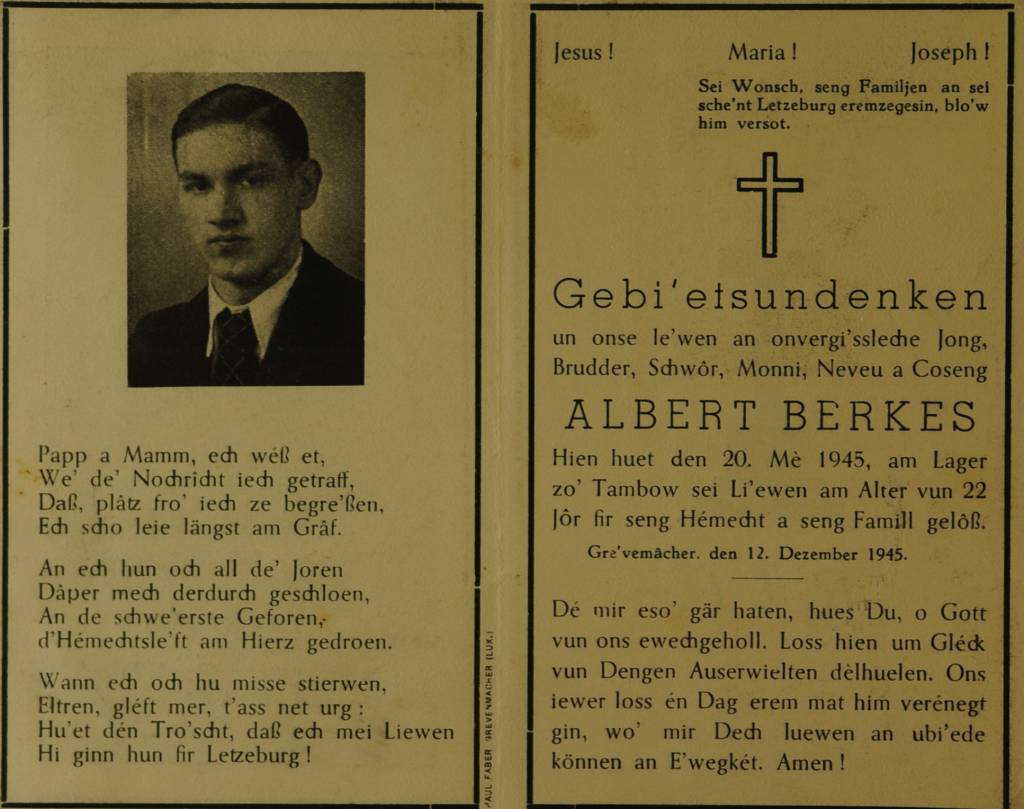 Papp a Mamm, ech wéß et,
We' de' Nochrîcht iech getraff,
Daß, plâtz fro' iech ze begre'ßen,
Ech scho leie längst am Grâf.
An ech hun och all de' Joren
Dâper mech derdurch geschloen,
An de schwe'erste Geforen,
d'Hémechtsle'ft am Hierz gedroen.
Wann ech och hu misse stierwen,
Eltren, gléft mer, t'ass net urg :
Hu'et dén Tro'scht, daß ech mei Liewen
Hi ginn hun fir Letzeburg !
PAUL FABER GREVENMACHER (LUX.)
Jesus ! Maria ! Joseph !
Sei Wonsch, seng Familjen an sei
sche'nt Letzeburg eremzegesin, blo'w
him versot.
Gebi'etsundenken
un onse le'wen an onvergi'ssleche Jong,
Brudder, Schwôr, Monni, Neveu a Coseng
ALBERT BERKES
Hien huet den 20. Mè 1945, am Lager
zo' Tambow sei Li'ewen am Alter vun 22
Jôr fir seng Hémecht a seng Famill gelôß.
Gre'vemâcher, den 12. Dezember 1945.
Dé mir eso' gär haten, hues Du, o Gott
vun ons ewechgeholl. Loss hien um Gléck
vun Dengen Auserwielten dèlhuelen. Ons
iewer loss én Dag erem mat him verénegt
gin, wo' mir Dech luewen an ubi'ede
können an E'wegkét. Amen !